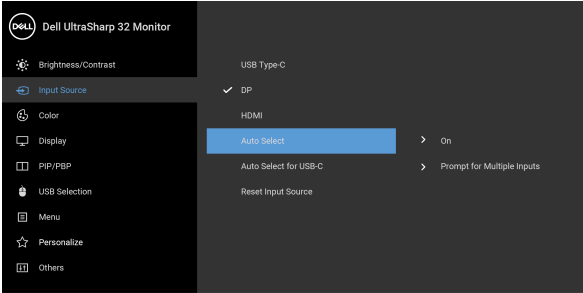 DELL Dell UltraSharp 32 Monitor
Brightness/Contrast USB Type-C
Input Source DP
Color HDMI
Display Auto Select On
PIP/PBP Auto Select for USB-C Prompt for Multiple Inputs
USB Selection Reset Input Source
Menu
Personalize
Others